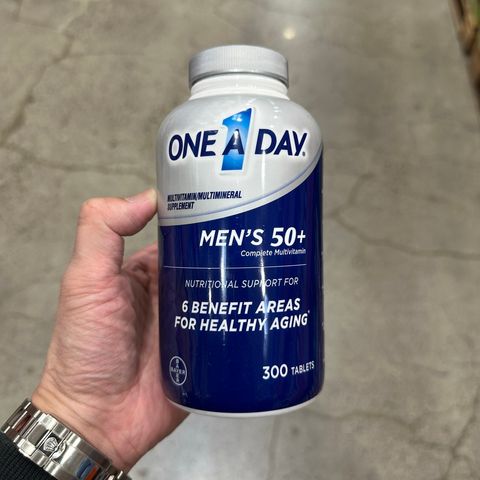 ONE A DAY®
1
MULTIVITAMIN/MULTIMINERAL
SUPPLEMENT
MEN'S 50+
Complete Multivitamin
NUTRITIONAL SUPPORT FOR
6 BENEFIT AREAS
FOR HEALTHY AGING*
BAYER
300 TABLETS